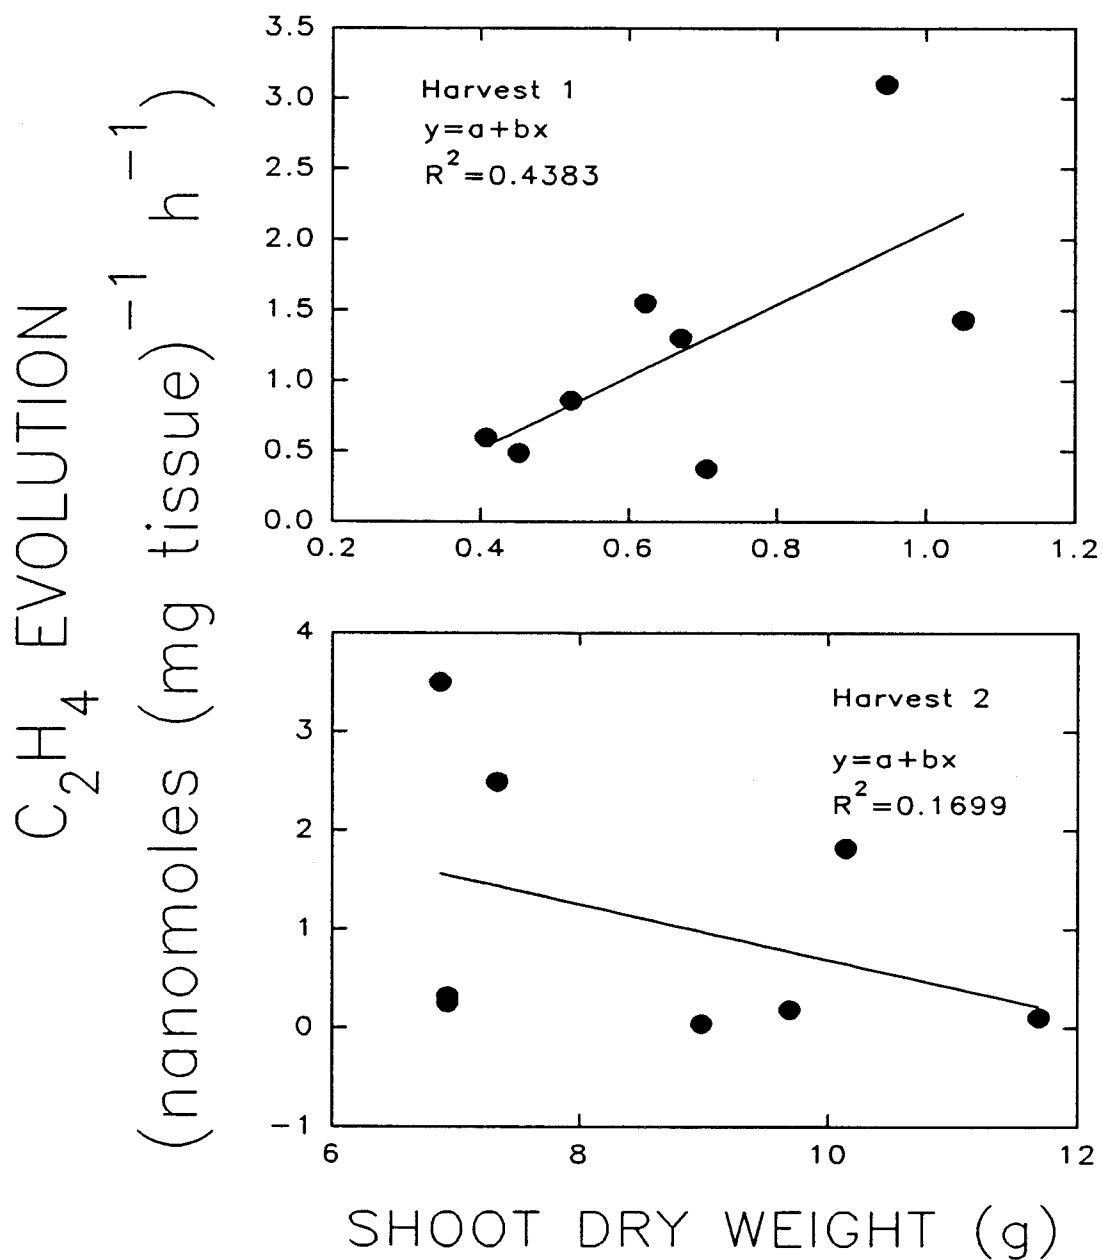 C₂H₄ EVOLUTION
(nanomoles (mg tissue)⁻¹ h⁻¹)
3.5
3.0
2.5
2.0
1.5
1.0
0.5
0.0
Harvest 1
y=a+bx
R²=0.4383
0.2 0.4 0.6 0.8 1.0 1.2
4
3
2
1
0
−1
Harvest 2
y=a+bx
R²=0.1699
6 8 10 12
SHOOT DRY WEIGHT (g)